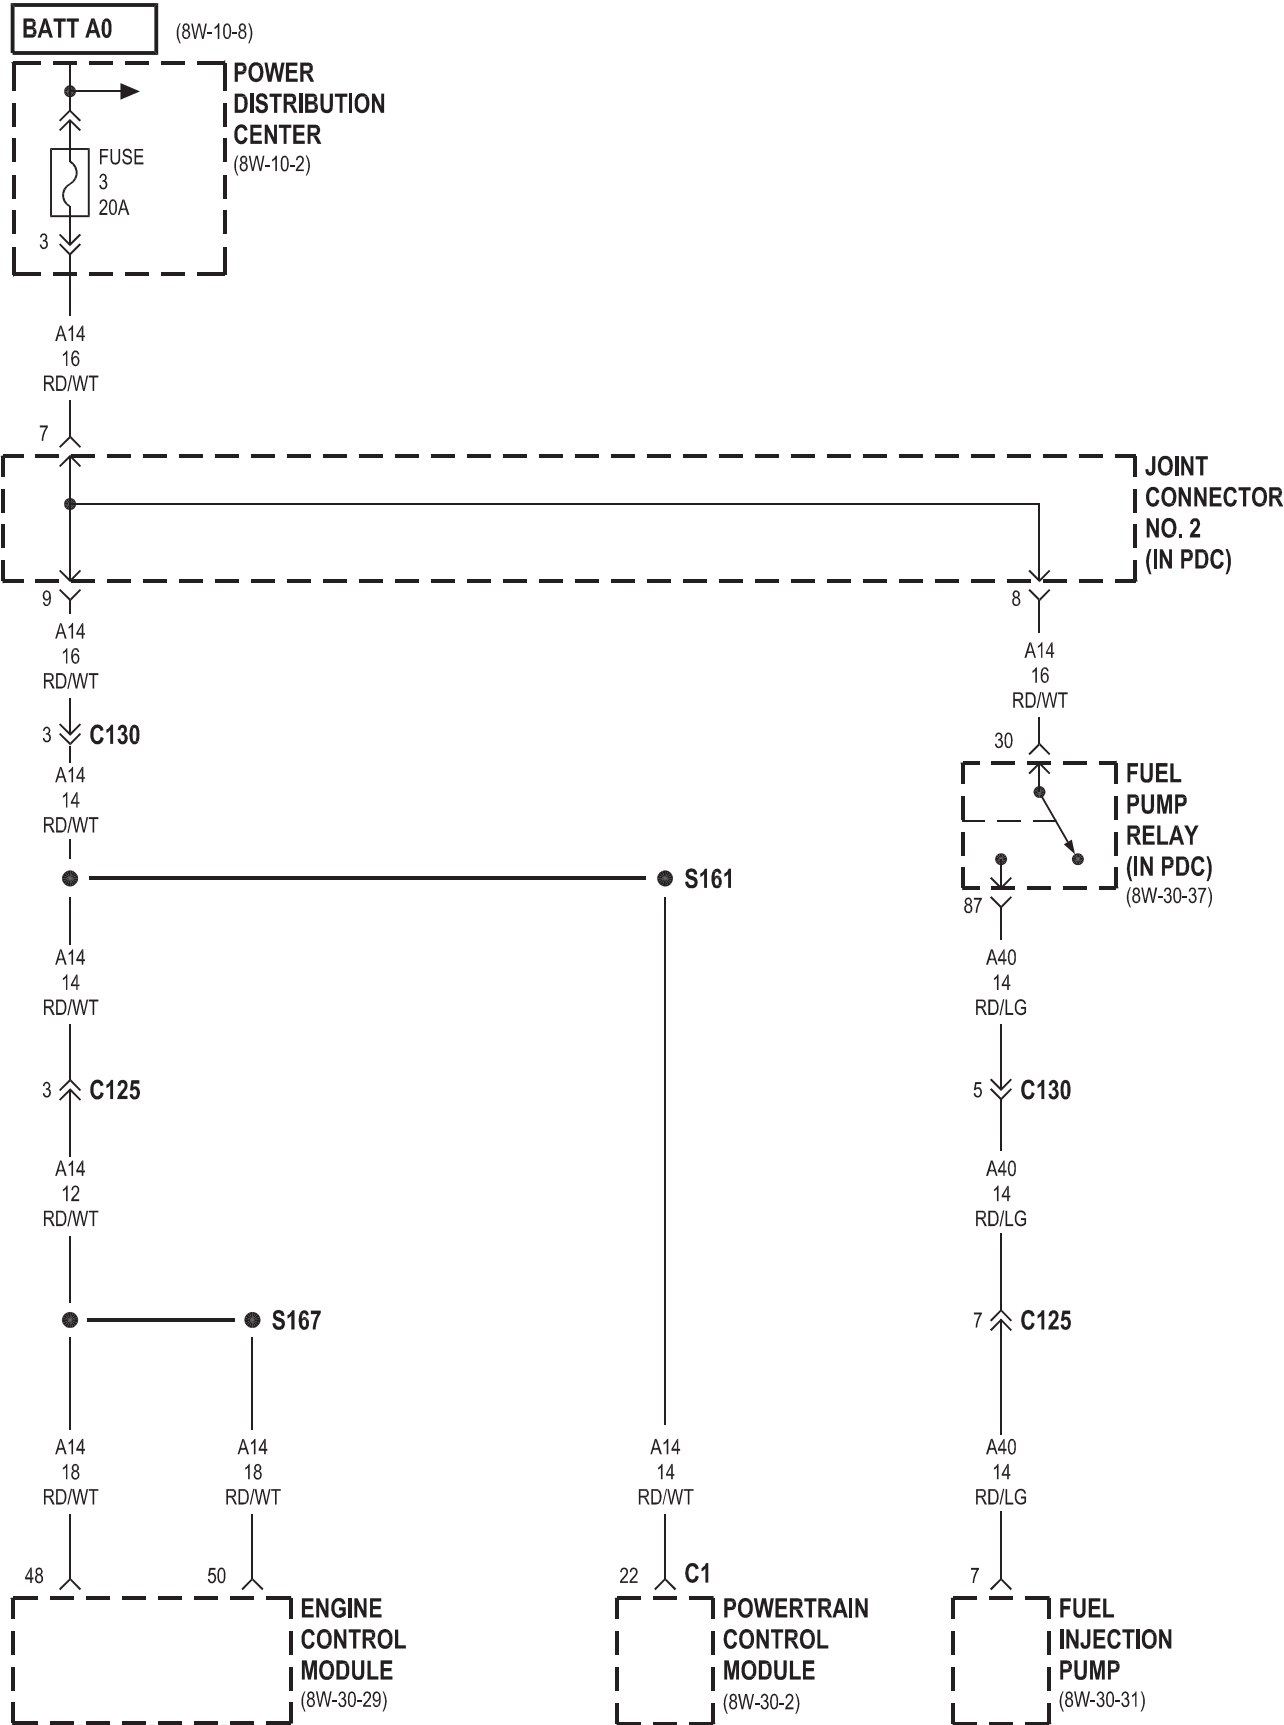 BATT A0
(8W-10-8)
POWER
DISTRIBUTION
CENTER
(8W-10-2)
FUSE
3
20A
3
A14
16
RD/WT
7
JOINT
CONNECTOR
NO. 2
(IN PDC)
9
A14
16
RD/WT
8
A14
16
RD/WT
3
C130
A14
14
RD/WT
30
FUEL
PUMP
RELAY
(IN PDC)
(8W-30-37)
87
S161
A14
14
RD/WT
A40
14
RD/LG
3
C125
5
C130
A14
12
RD/WT
A40
14
RD/LG
S167
7
C125
A14
18
RD/WT
A14
18
RD/WT
A14
14
RD/WT
A40
14
RD/LG
48
50
22
C1
7
ENGINE
CONTROL
MODULE
(8W-30-29)
POWERTRAIN
CONTROL
MODULE
(8W-30-2)
FUEL
INJECTION
PUMP
(8W-30-31)